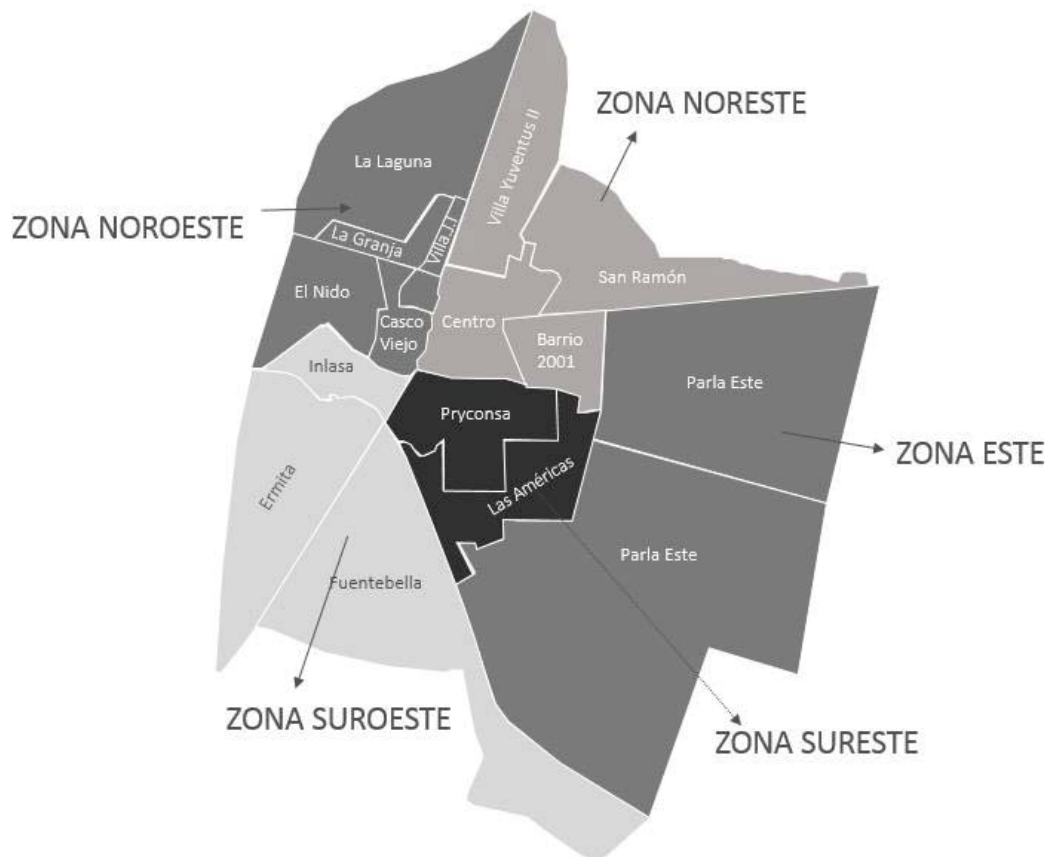 ZONA NORESTE
Villa Yuventus II
La Laguna
ZONA NOROESTE
La Granja
Villa J.I
San Ramón
El Nido
Casco
Viejo
Centro
Barrio
2001
Inlasa
Parla Este
Pryconsa
ZONA ESTE
Ermita
Las Américas
Parla Este
Fuentebella
ZONA SUROESTE
ZONA SURESTE